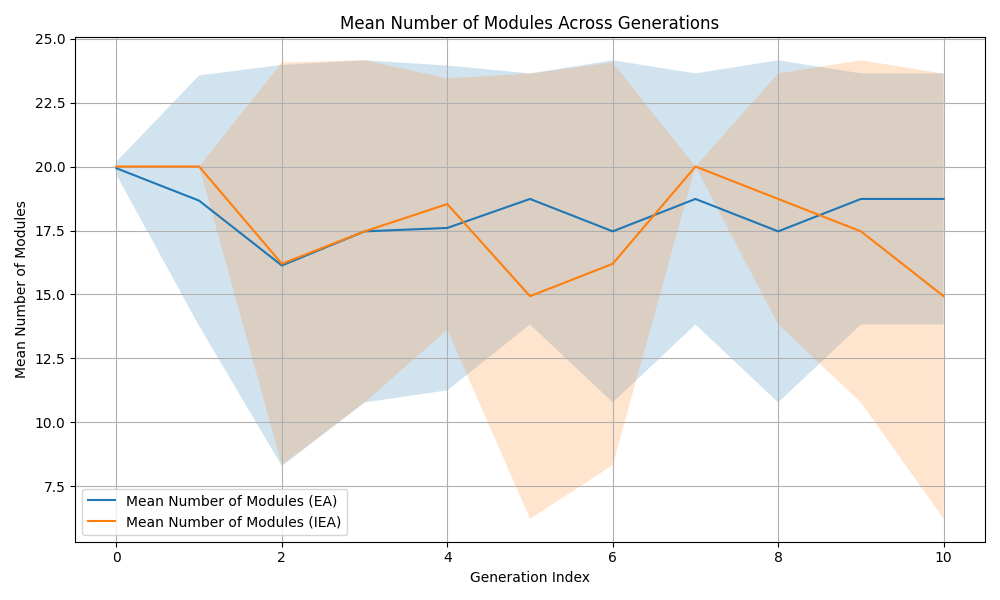 Mean Number of Modules Across Generations
Mean Number of Modules
25.0
22.5
20.0
17.5
15.0
12.5
10.0
7.5
Mean Number of Modules (EA)
Mean Number of Modules (IEA)
0 2 4 6 8 10
Generation Index